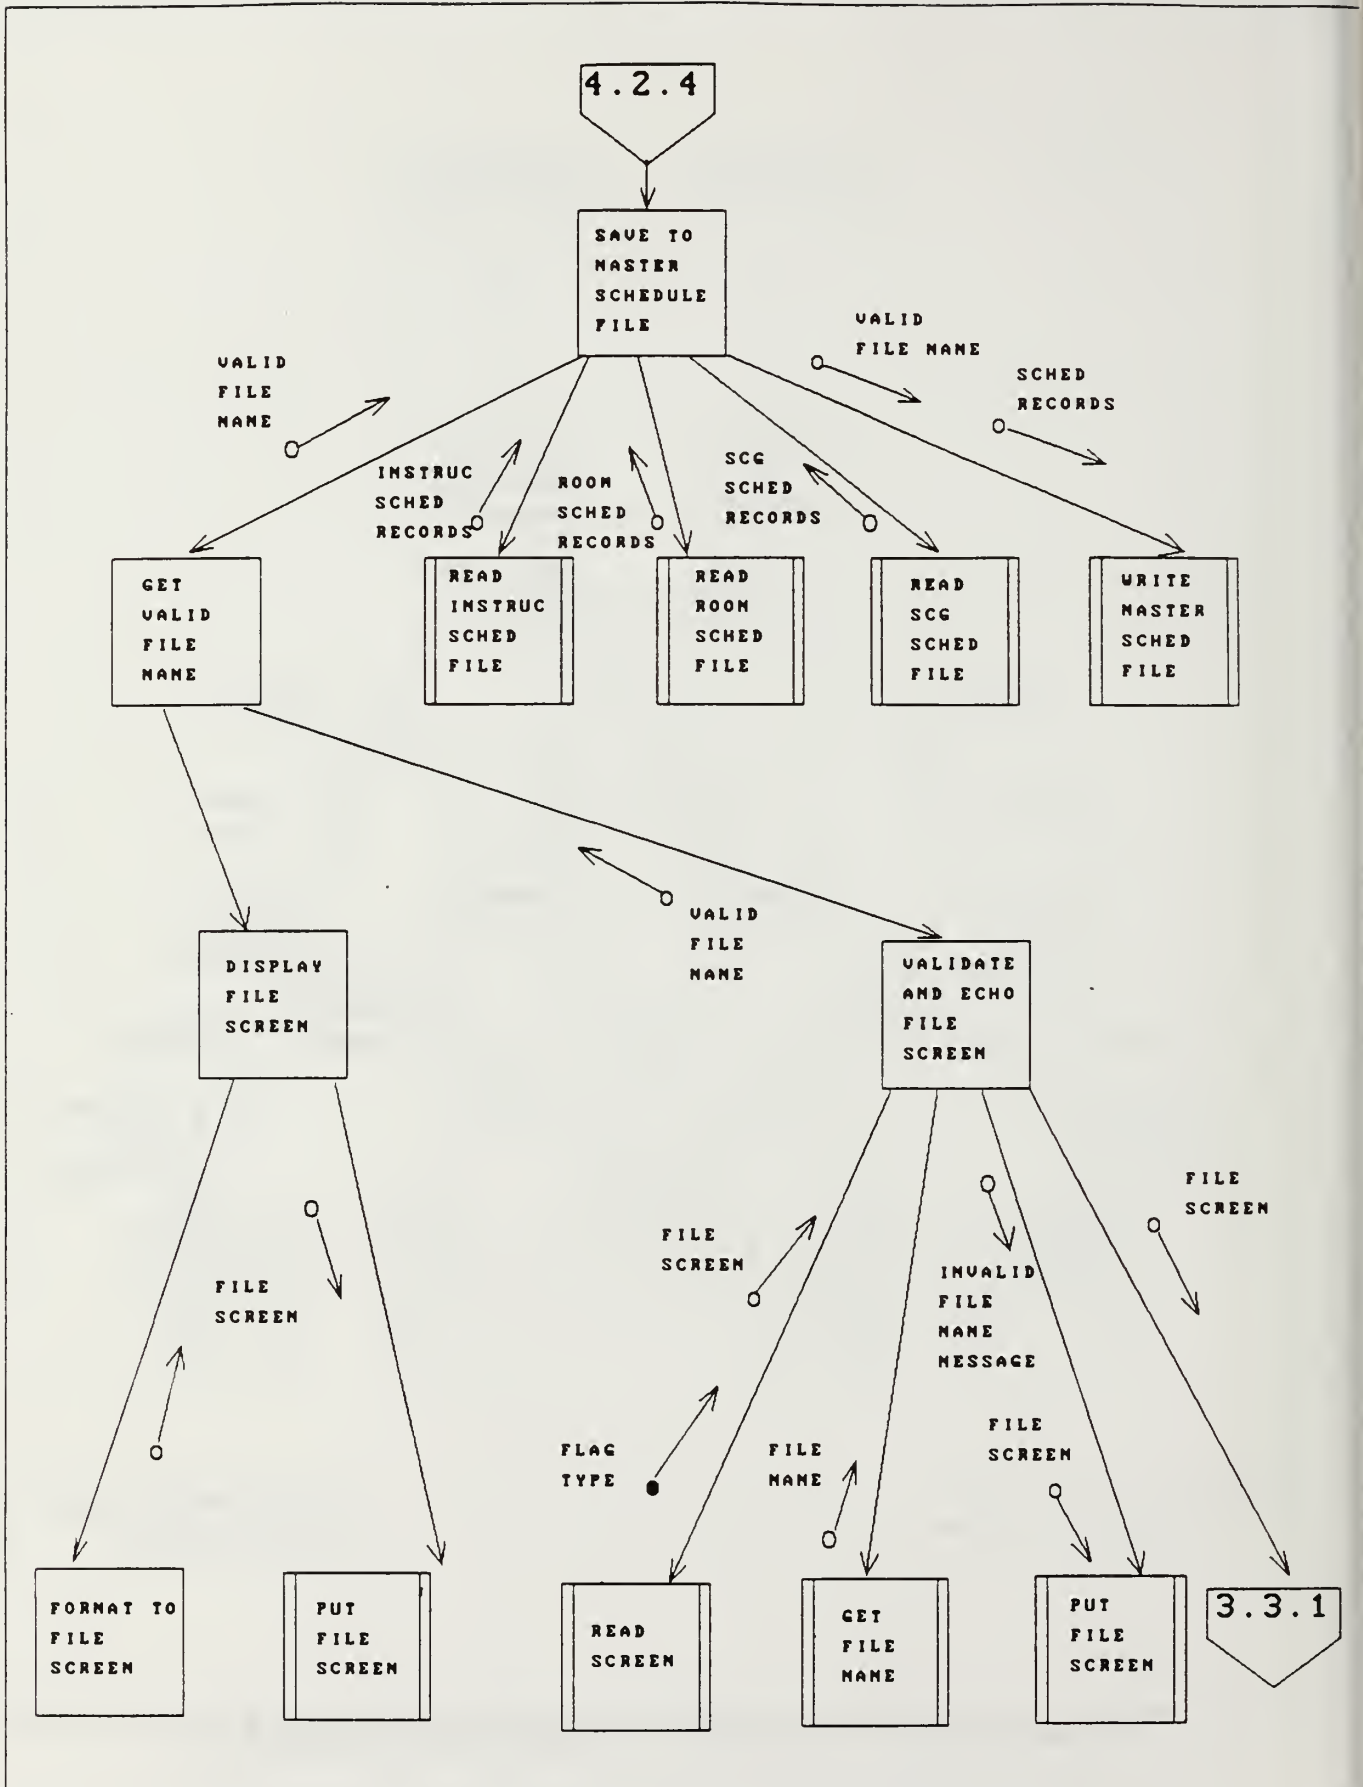 4.2.4
SAVE TO
MASTER
SCHEDULE
FILE
VALID
FILE NAME
SCHED
RECORDS
VALID
FILE
NAME
INSTRUC
SCHED
RECORDS
ROOM
SCHED
RECORDS
SCG
SCHED
RECORDS
GET
VALID
FILE
NAME
READ
INSTRUC
SCHED
FILE
READ
ROOM
SCHED
FILE
READ
SCG
SCHED
FILE
WRITE
MASTER
SCHED
FILE
VALID
FILE
NAME
DISPLAY
FILE
SCREEN
VALIDATE
AND ECHO
FILE
SCREEN
FILE
SCREEN
FILE
SCREEN
INVALID
FILE
NAME
MESSAGE
FILE
SCREEN
FLAG
TYPE
FILE
NAME
FILE
SCREEN
FORMAT TO
FILE
SCREEN
PUT
FILE
SCREEN
READ
SCREEN
GET
FILE
NAME
PUT
FILE
SCREEN
3.3.1